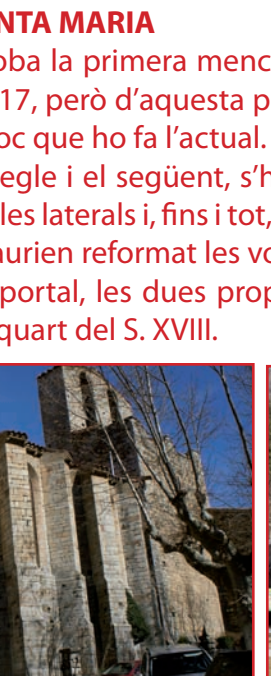 NTA MARIA
oba la primera menc
17, però d'aquesta p
oc que ho fa l'actual.
egle i el següent, s'h
les laterals i, fins i tot,
aurien reformat les vo
portal, les dues prop
quart del S. XVIII.